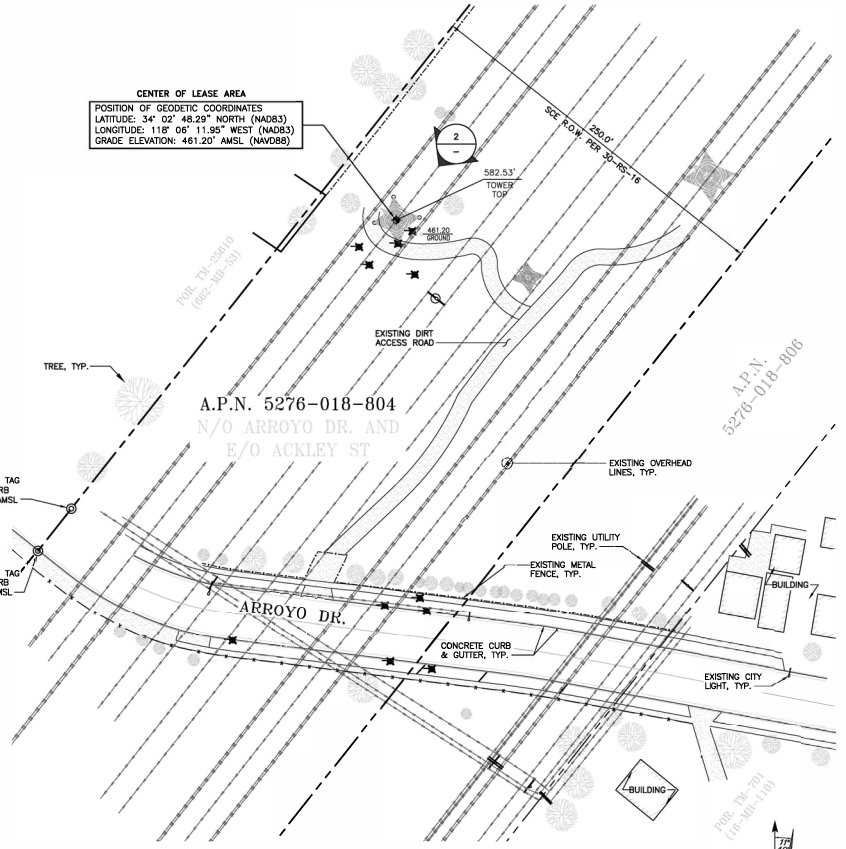 CENTER OF LEASE AREA
POSITION OF GEODETIC COORDINATES
LATITUDE: 34° 02' 48.29" NORTH (NAD83)
LONGITUDE: 118° 06' 11.95" WEST (NAD83)
GRADE ELEVATION: 461.20' AMSL (NAVD88)
2
–
250.0'
SCE R.O.W. PER 30-RS-16
582.53'
TOWER
TOP
461.20
GROUND
POR. TM-25610
(662-MB-53)
EXISTING DIRT
ACCESS ROAD
TREE, TYP.
A.P.N.
5276-018-806
A.P.N. 5276-018-804
N/O ARROYO DR. AND
E/O ACKLEY ST
TAG
RB
AMSL
EXISTING OVERHEAD
LINES, TYP.
EXISTING UTILITY
POLE, TYP.
TAG
RB
MSL
EXISTING METAL
FENCE, TYP.
BUILDING
ARROYO DR.
CONCRETE CURB
& GUTTER, TYP.
EXISTING CITY
LIGHT, TYP.
BUILDING
POR. TM-701
(16-MB-110)